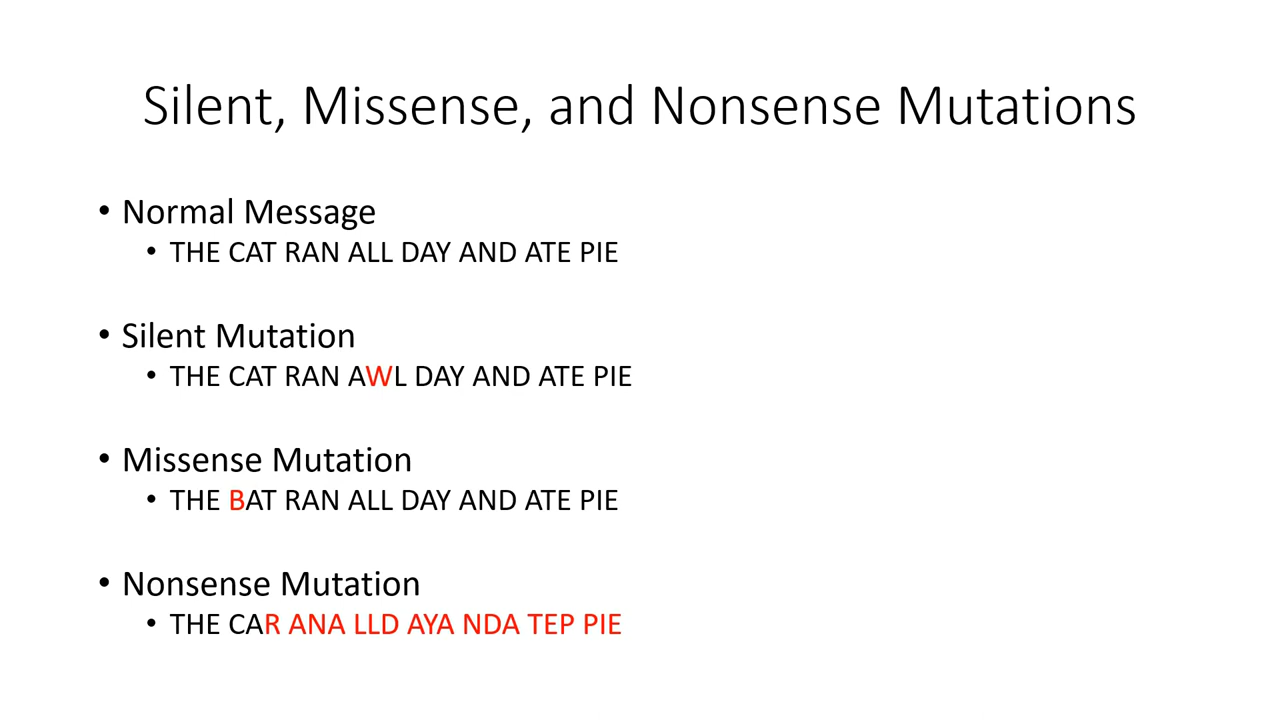 Silent, Missense, and Nonsense Mutations
• Normal Message
• THE CAT RAN ALL DAY AND ATE PIE
• Silent Mutation
• THE CAT RAN AWL DAY AND ATE PIE
• Missense Mutation
• THE BAT RAN ALL DAY AND ATE PIE
• Nonsense Mutation
• THE CAR ANA LLD AYA NDA TEP PIE